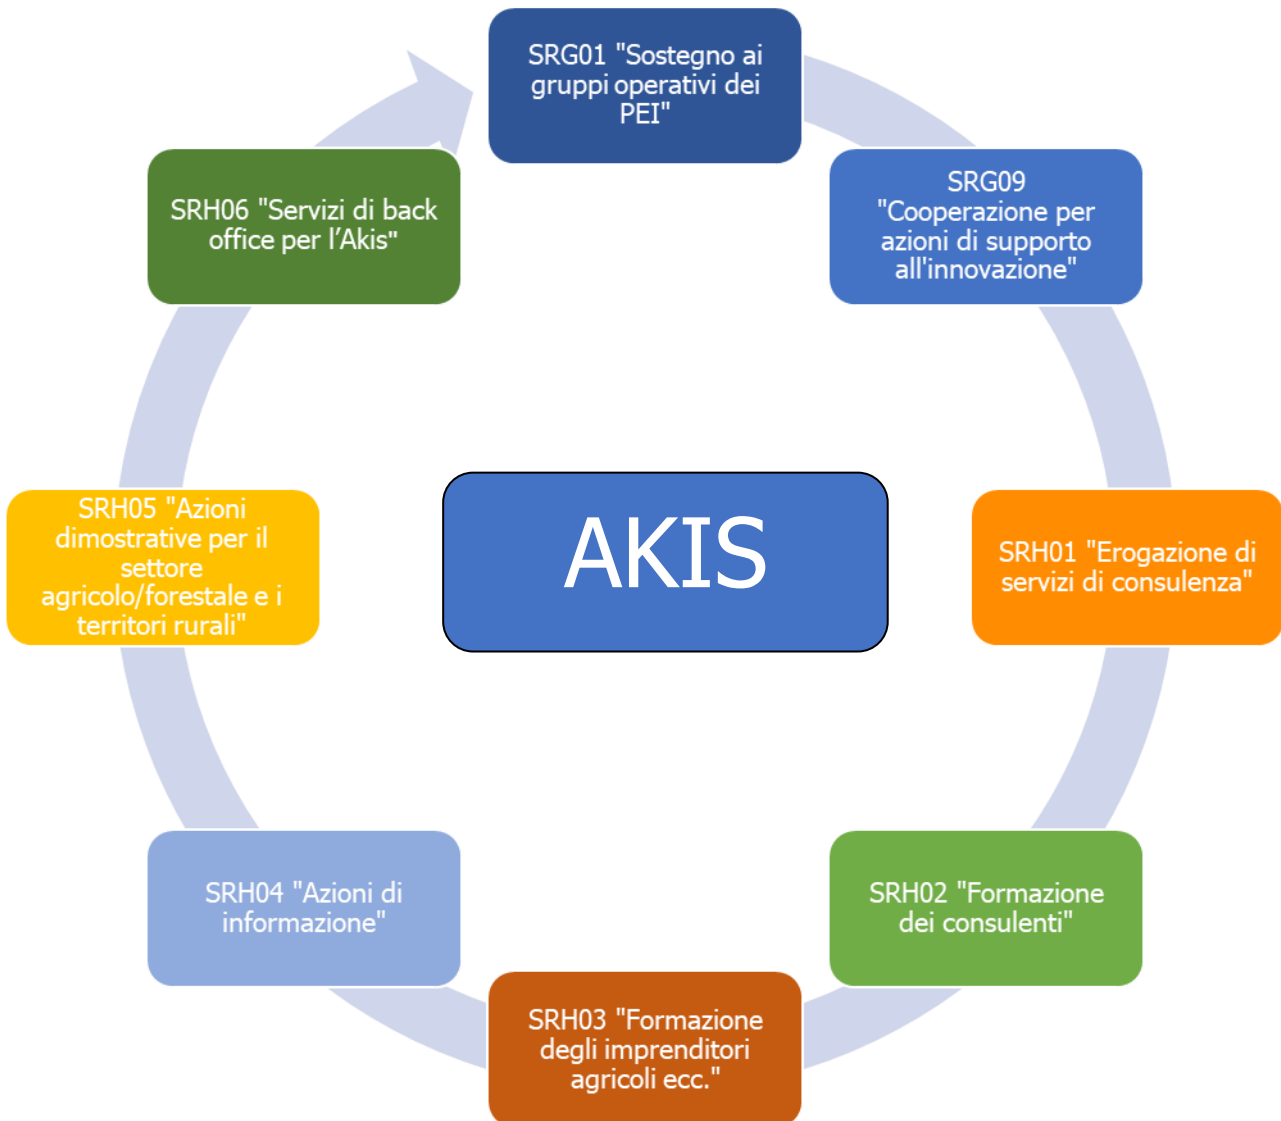 SRG01 "Sostegno ai
gruppi operativi dei
PEI"
SRG09
"Cooperazione per
azioni di supporto
all'innovazione"
SRH06 "Servizi di back
office per l’Akis"
AKIS
SRH01 "Erogazione di
servizi di consulenza"
SRH05 "Azioni
dimostrative per il
settore
agricolo/forestale e i
territori rurali"
SRH02 "Formazione
dei consulenti"
SRH04 "Azioni di
informazione"
SRH03 "Formazione
degli imprenditori
agricoli ecc."